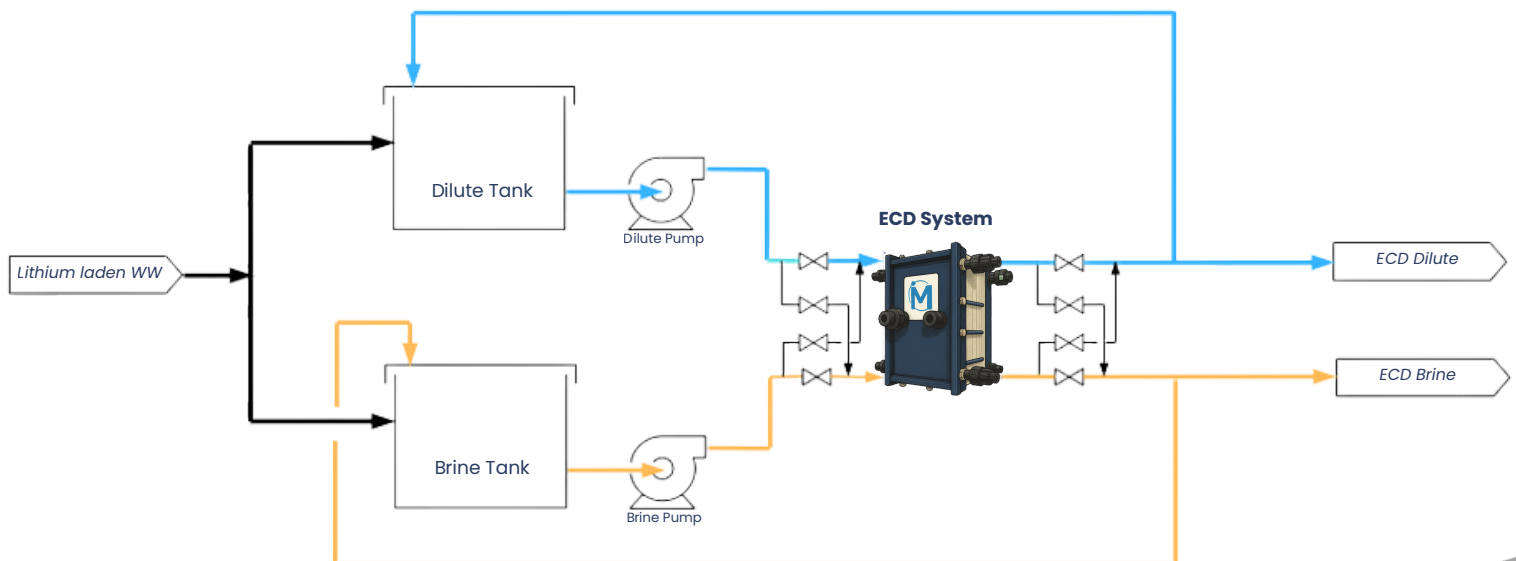 Dilute Tank
Dilute Pump
ECD System
Lithium laden WW
ECD Dilute
M
ECD Brine
Brine Tank
Brine Pump